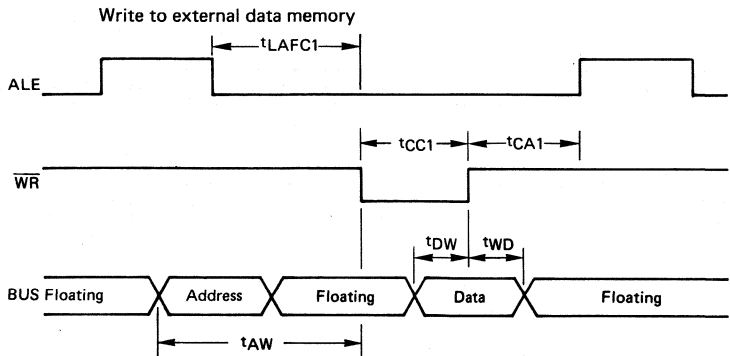 Write to external data memory
tLAFC1
ALE
tCC1 tCA1
WR
tDW tWD
BUS Floating Address Floating Data Floating
tAW